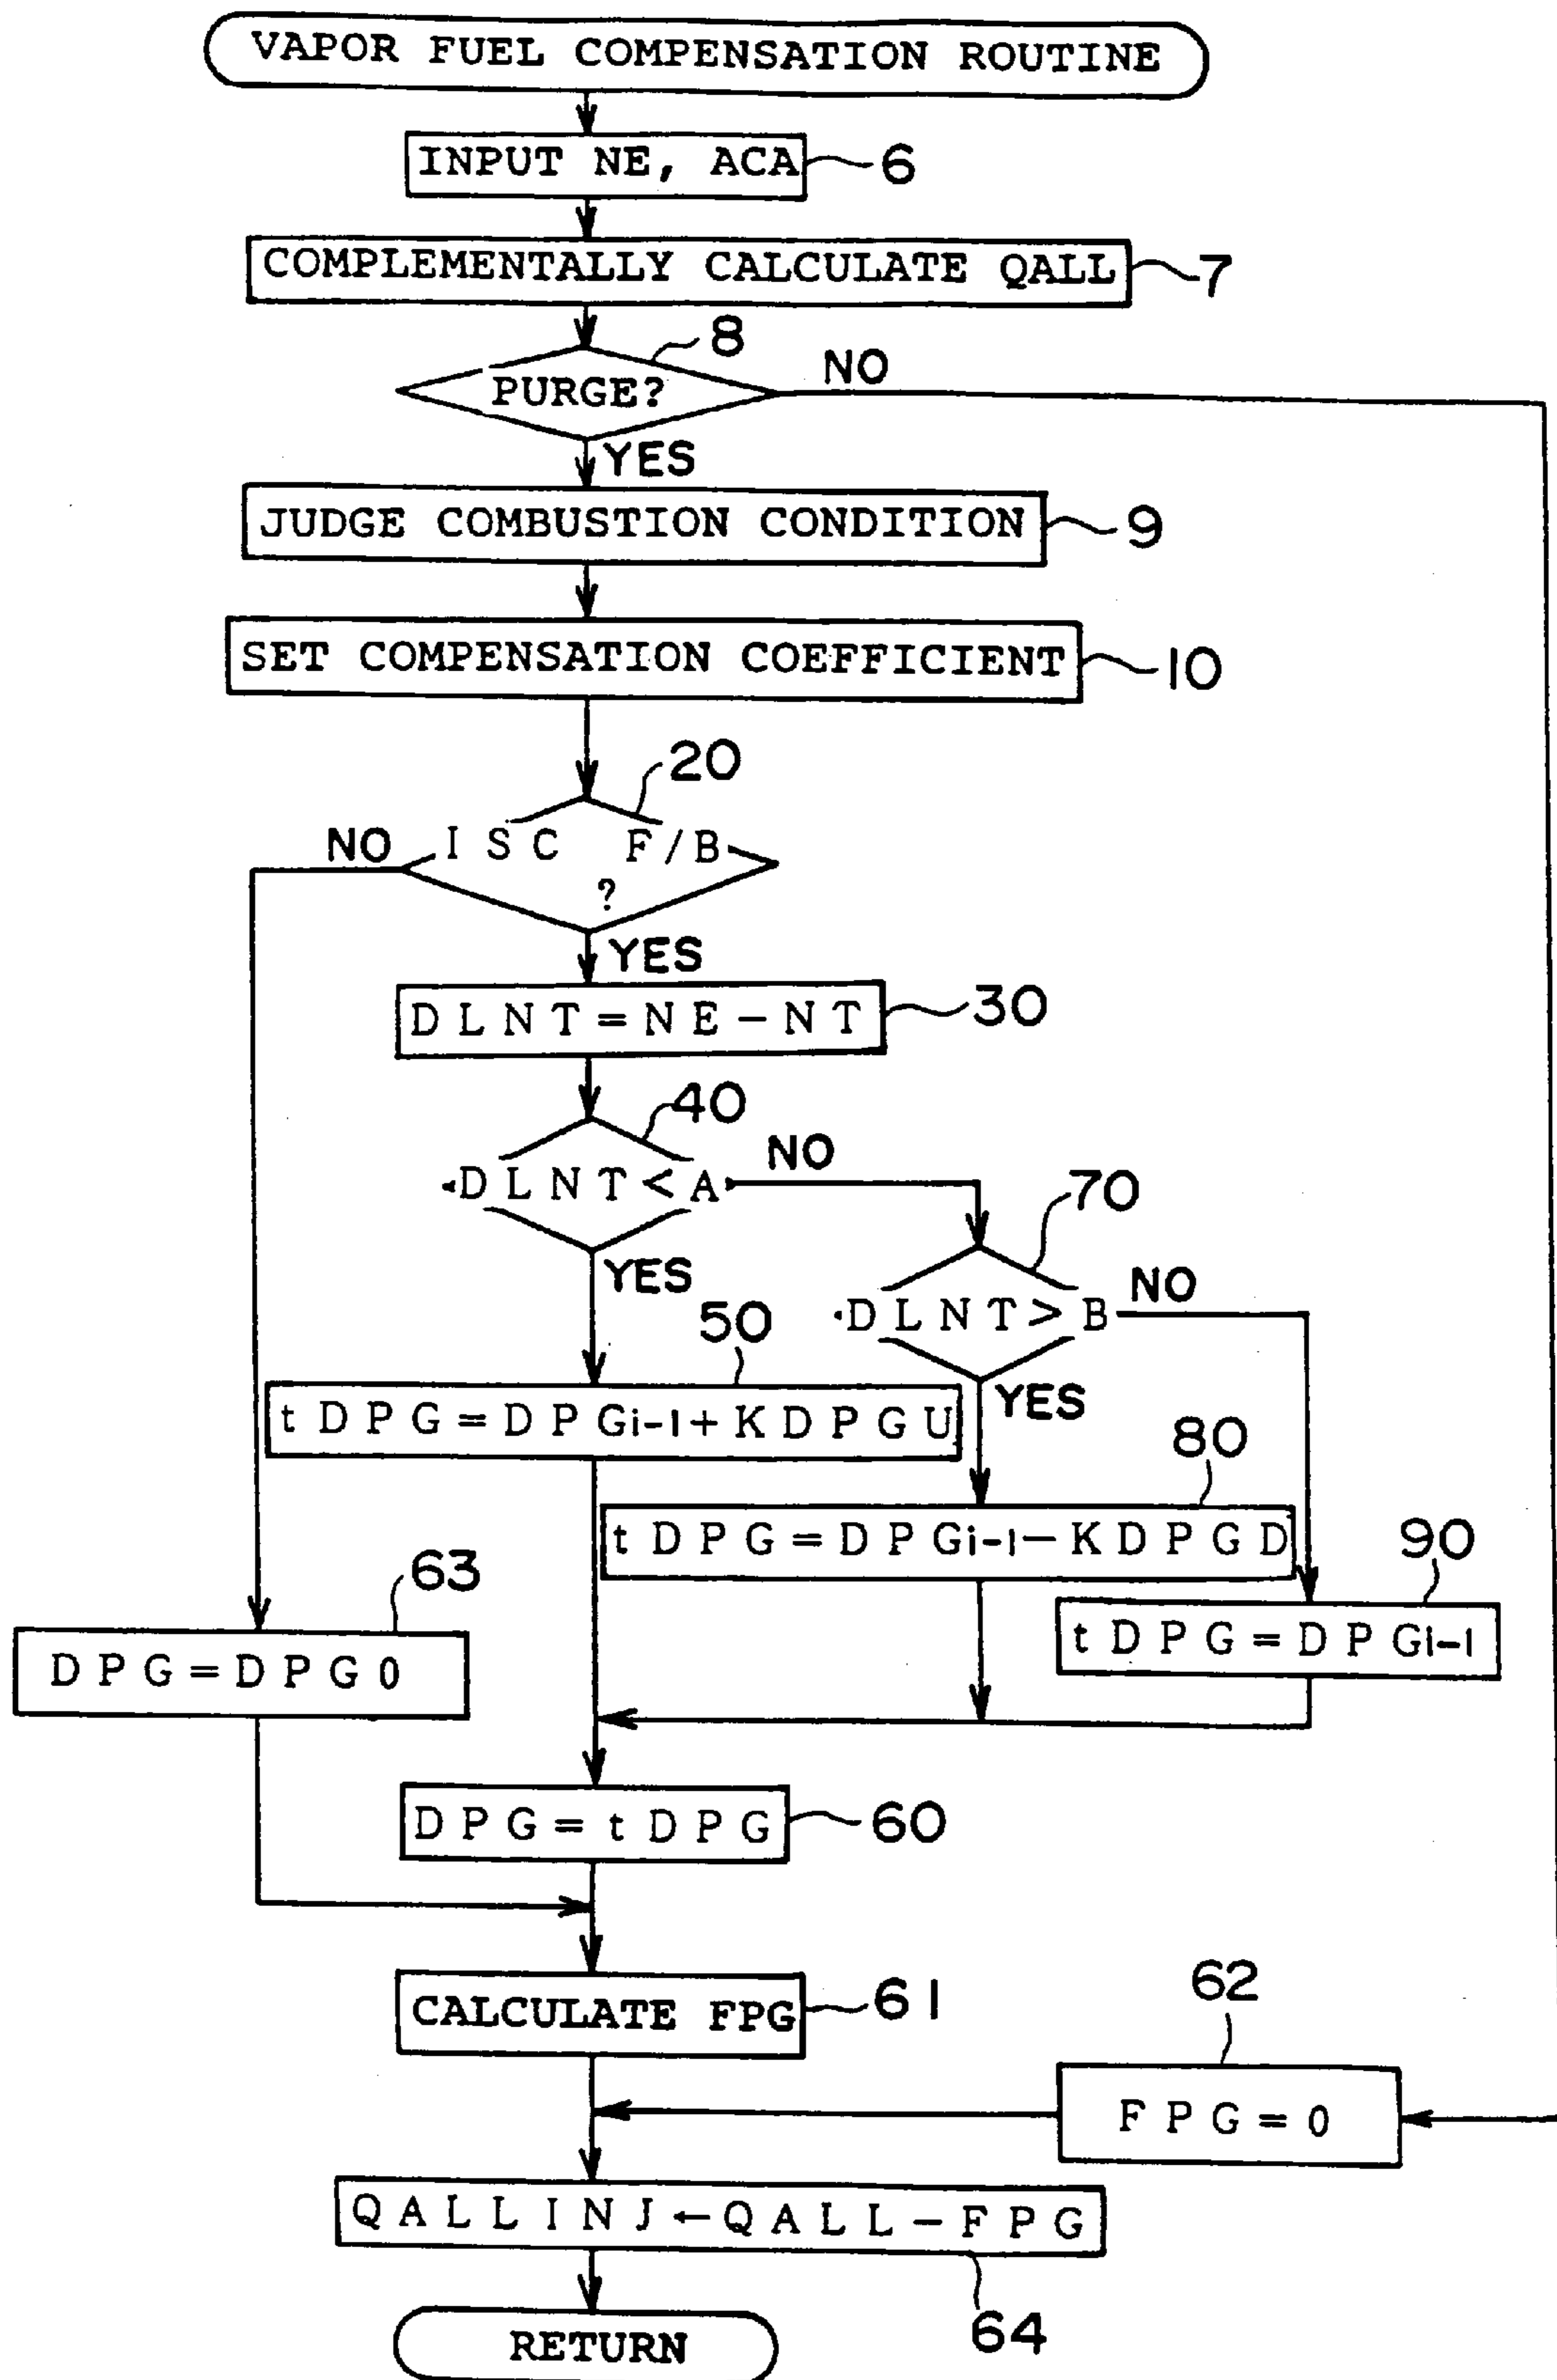 VAPOR FUEL COMPENSATION ROUTINE
INPUT NE, ACA
6
COMPLEMENTALLY CALCULATE QALL
7
8
PURGE?
NO
YES
JUDGE COMBUSTION CONDITION
9
SET COMPENSATION COEFFICIENT
10
20
NO
ISC F/B
?
YES
DLNT=NE-NT
30
40
DLNT<A
NO
YES
70
DLNT>B
NO
YES
50
tDPG=DPGi-1+KDPGU
80
tDPG=DPGi-1-KDPGD
90
tDPG=DPGi-1
63
DPG=DPG0
DPG=tDPG
60
CALCULATE FPG
61
62
FPG=0
QALLINJ←QALL-FPG
64
RETURN